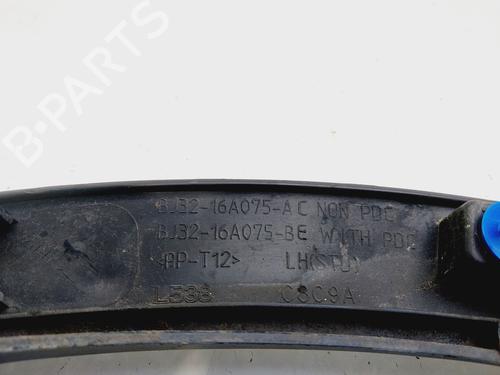 B-PARTS
BJ32-16A075-AC NON PDC
BJ32-16A075-BE WITH PDC
>PP-T12< LH(STD)
L538 C8C9A